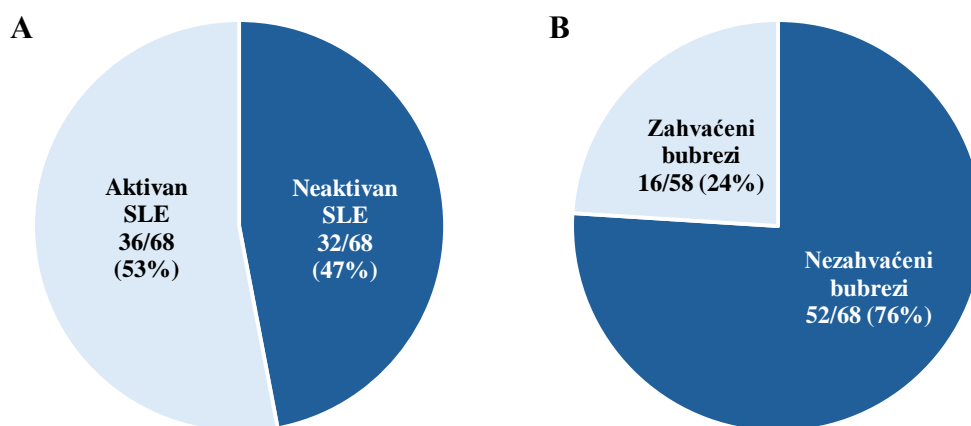 A
Aktivan
SLE
36/68
(53%)
Neaktivan
SLE
32/68
(47%)
B
Zahvaćeni
bubrezi
16/58 (24%)
Nezahvaćeni
bubrezi
52/68 (76%)